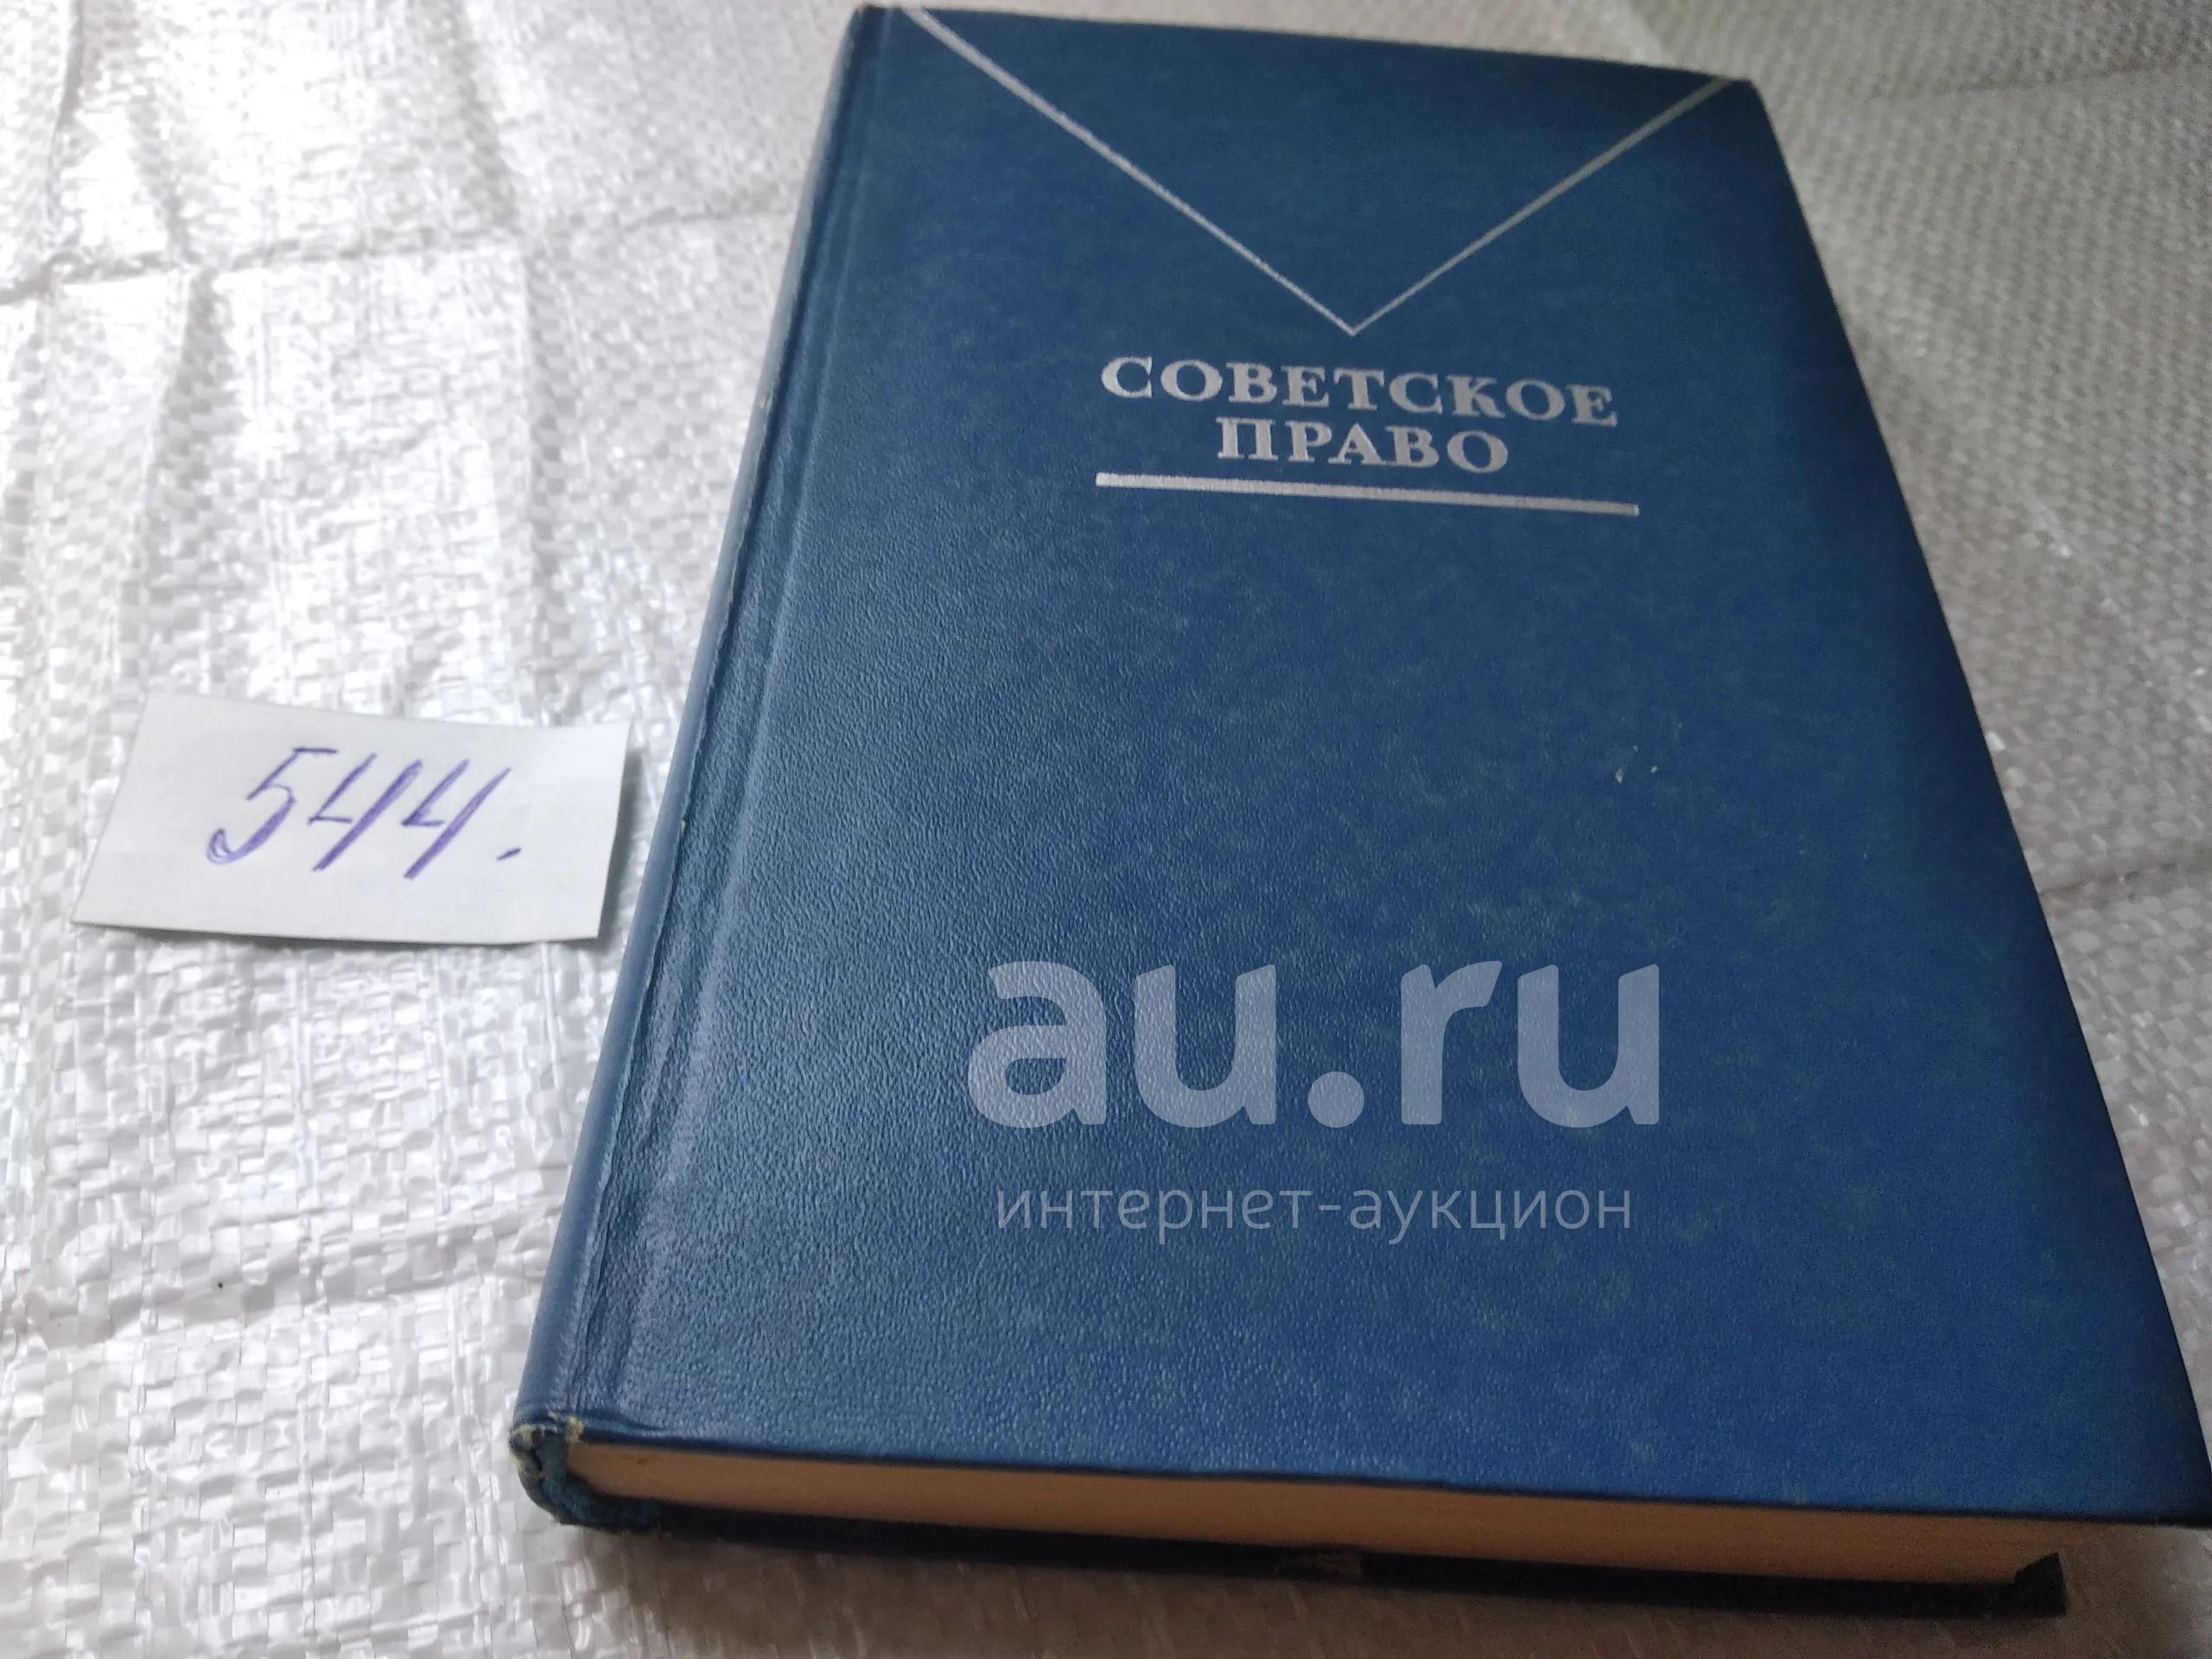 СОВЕТСКОЕ
ПРАВО
544.
au.ru
интернет-аукцион